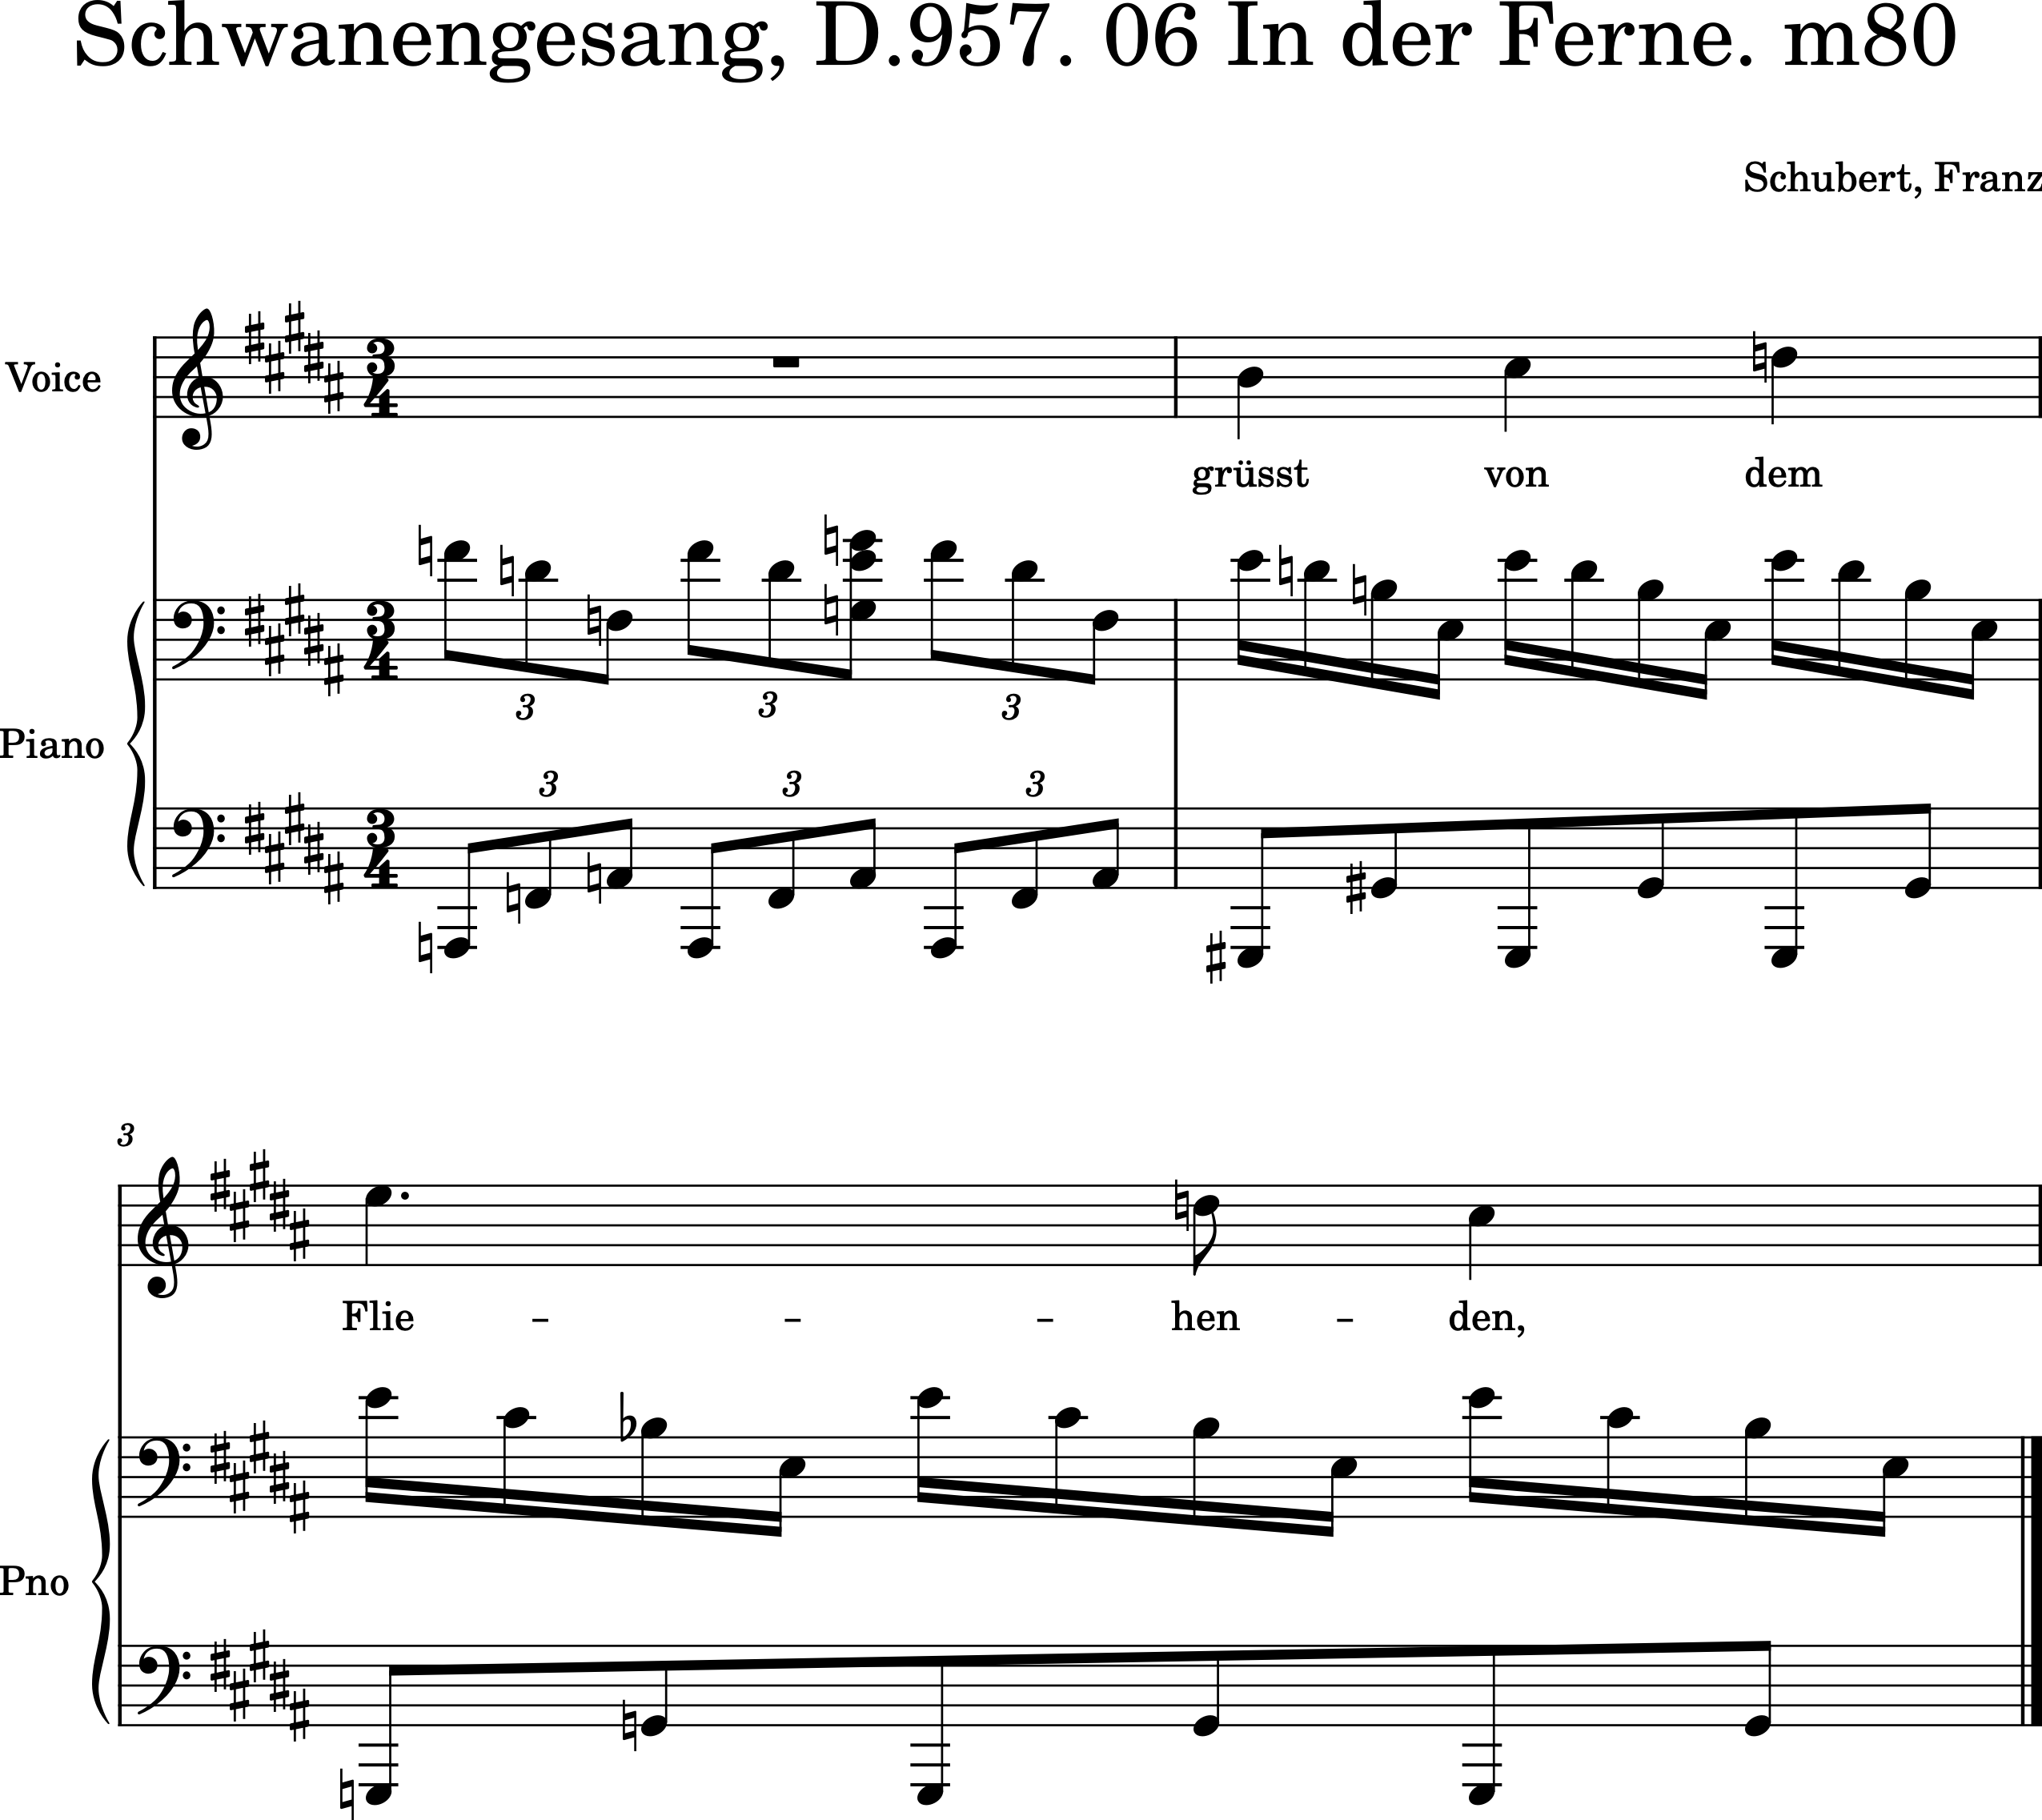 Schwanengesang, D.957. 06 In der Ferne. m80
Schubert, Franz
Voice
grüsst von dem
3 3 3
Piano
3 3 3
3
Flie - - - hen - den,
Pno